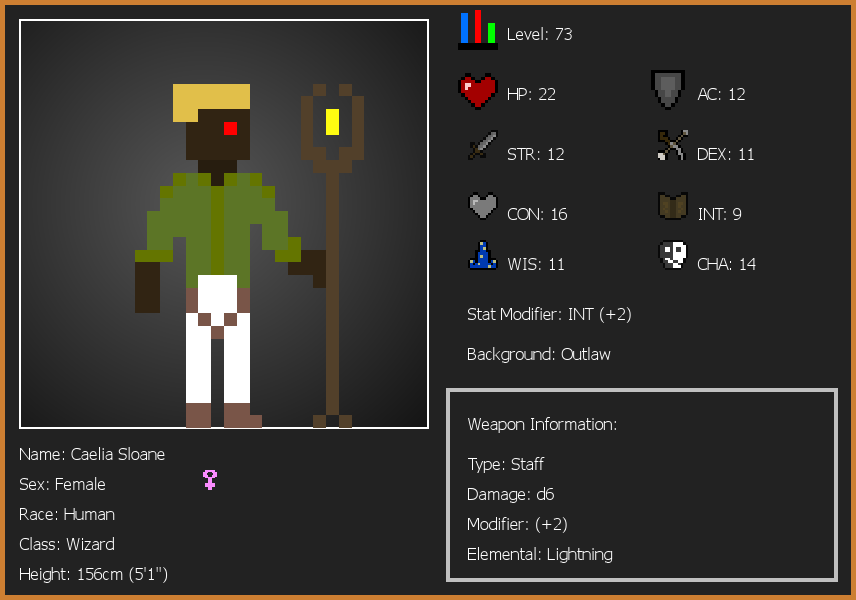 Level: 73
HP: 22
AC: 12
STR: 12
DEX: 11
CON: 16
INT: 9
WIS: 11
CHA: 14
Stat Modifier: INT (+2)
Background: Outlaw
Weapon Information:
Type: Staff
Damage: d6
Modifier: (+2)
Elemental: Lightning
Name: Caelia Sloane
Sex: Female
Race: Human
Class: Wizard
Height: 156cm (5'1")